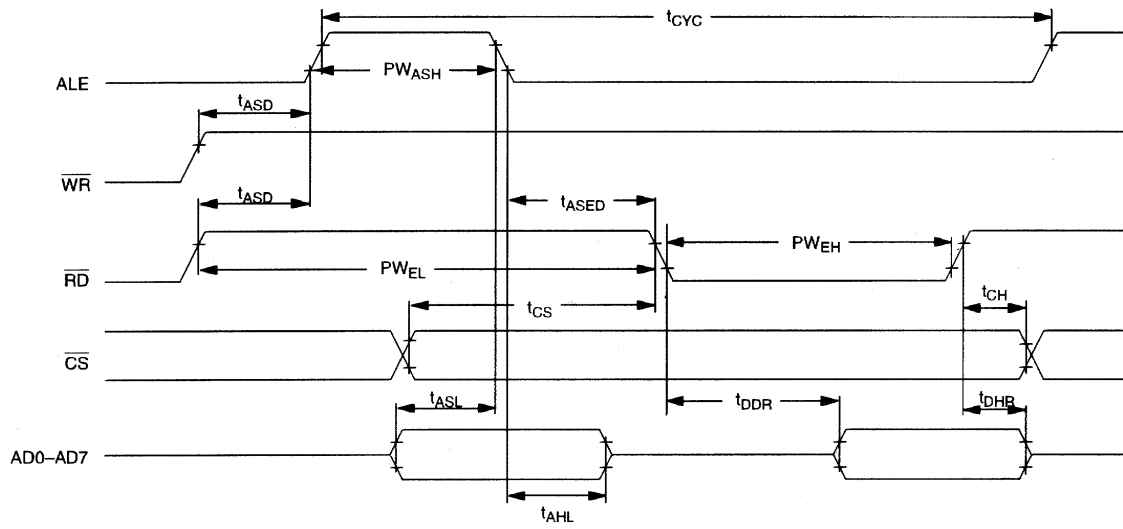 tCYC
ALE
PWASH
tASD
WR
tASD
tASED
RD
PWEL
PWEH
tCS
tCH
CS
tASL
tDDR
tDHR
AD0–AD7
tAHL